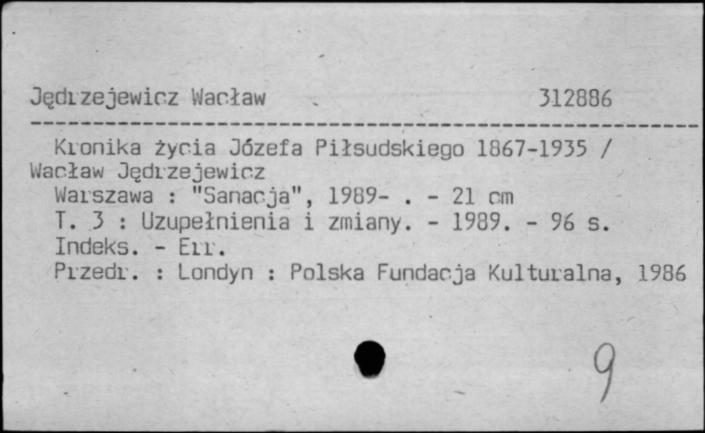 Jędrzejewicz Wacław 312886
Kronika życia Józefa Piłsudskiego 1867-1935 /
Wacław Jędrzejewicz
Warszawa : "Sanacja", 1989- . - 21 cm
T. 3 : Uzupełnienia i zmiany. - 1989. - 96 s.
Indeks. - Err.
Przedr. : Londyn : Polska Fundacja Kulturalna, 1986
9